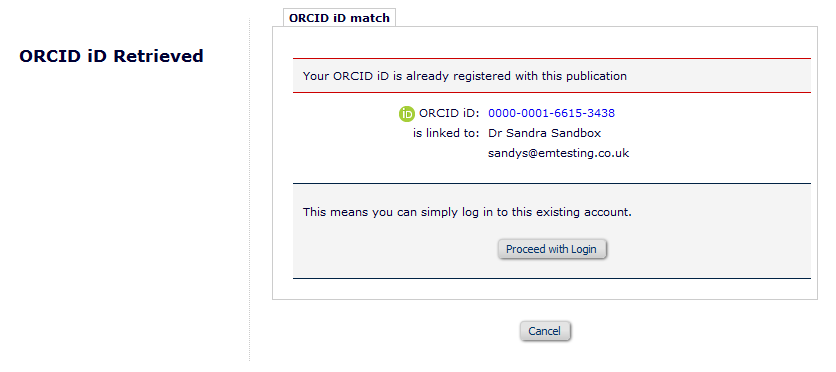 ORCID iD match
ORCID iD Retrieved
Your ORCID iD is already registered with this publication
iD ORCID iD: 0000-0001-6615-3438
is linked to: Dr Sandra Sandbox
sandys@emtesting.co.uk
This means you can simply log in to this existing account.
Proceed with Login
Cancel